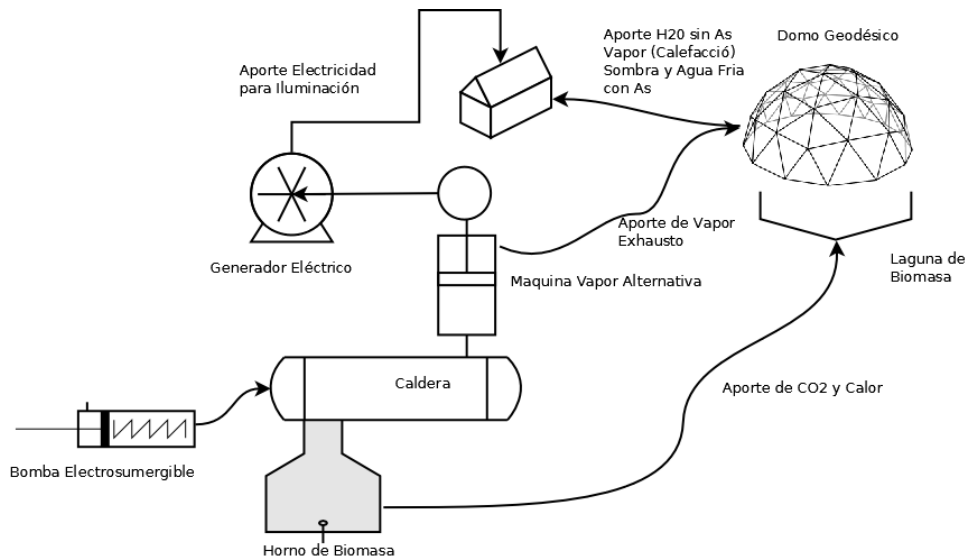 Aporte H20 sin As
Vapor (Calefacció)
Sombra y Agua Fria
con As
Domo Geodésico
Aporte Electricidad
para Iluminación
Aporte de Vapor
Exhausto
Generador Eléctrico
Maquina Vapor Alternativa
Laguna de
Biomasa
Caldera
Aporte de CO2 y Calor
Bomba Electrosumergible
Horno de Biomasa